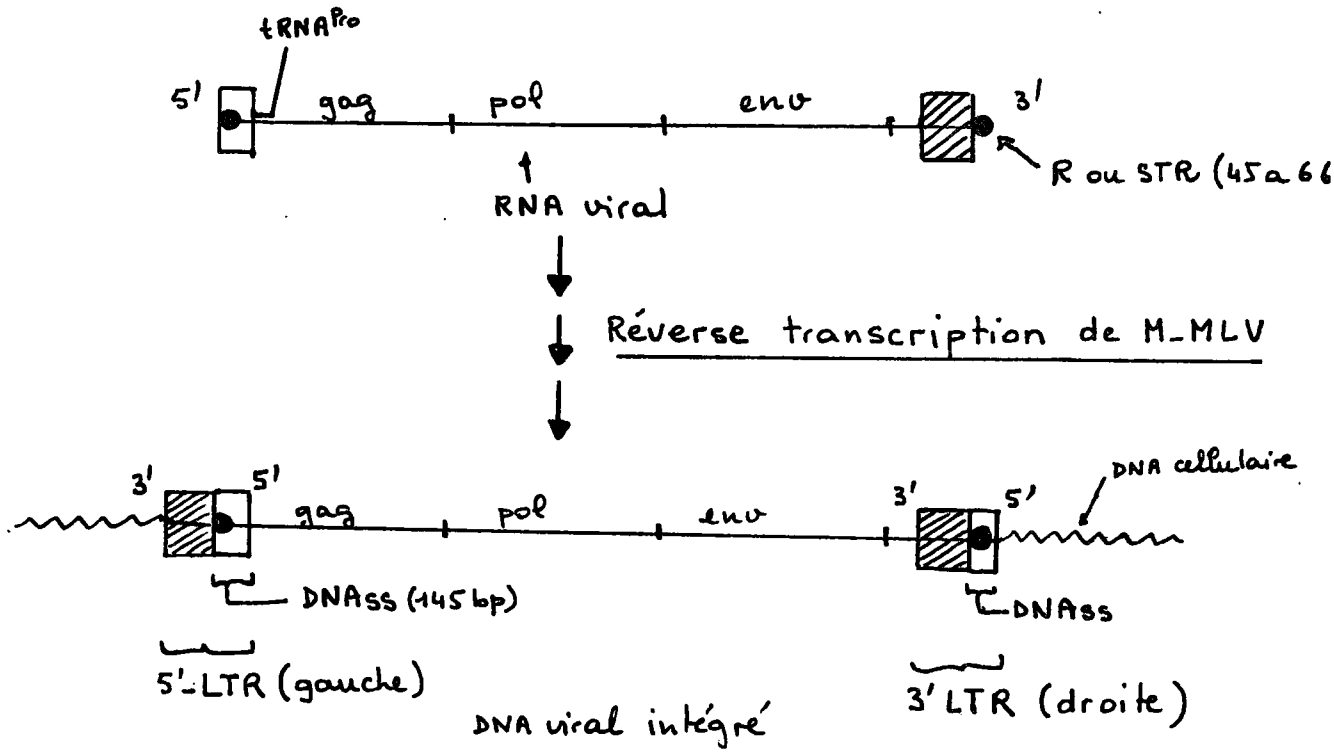 tRNAPro
5' gag pol env 3'
R ou STR (45 a 66
RNA viral
Réverse transcription de M-MLV
DNA cellulaire
3' 5' gag pol env 3' 5'
DNAss (145 bp)
DNAss
5'-LTR (gauche)
3' LTR (droite)
DNA viral intégré